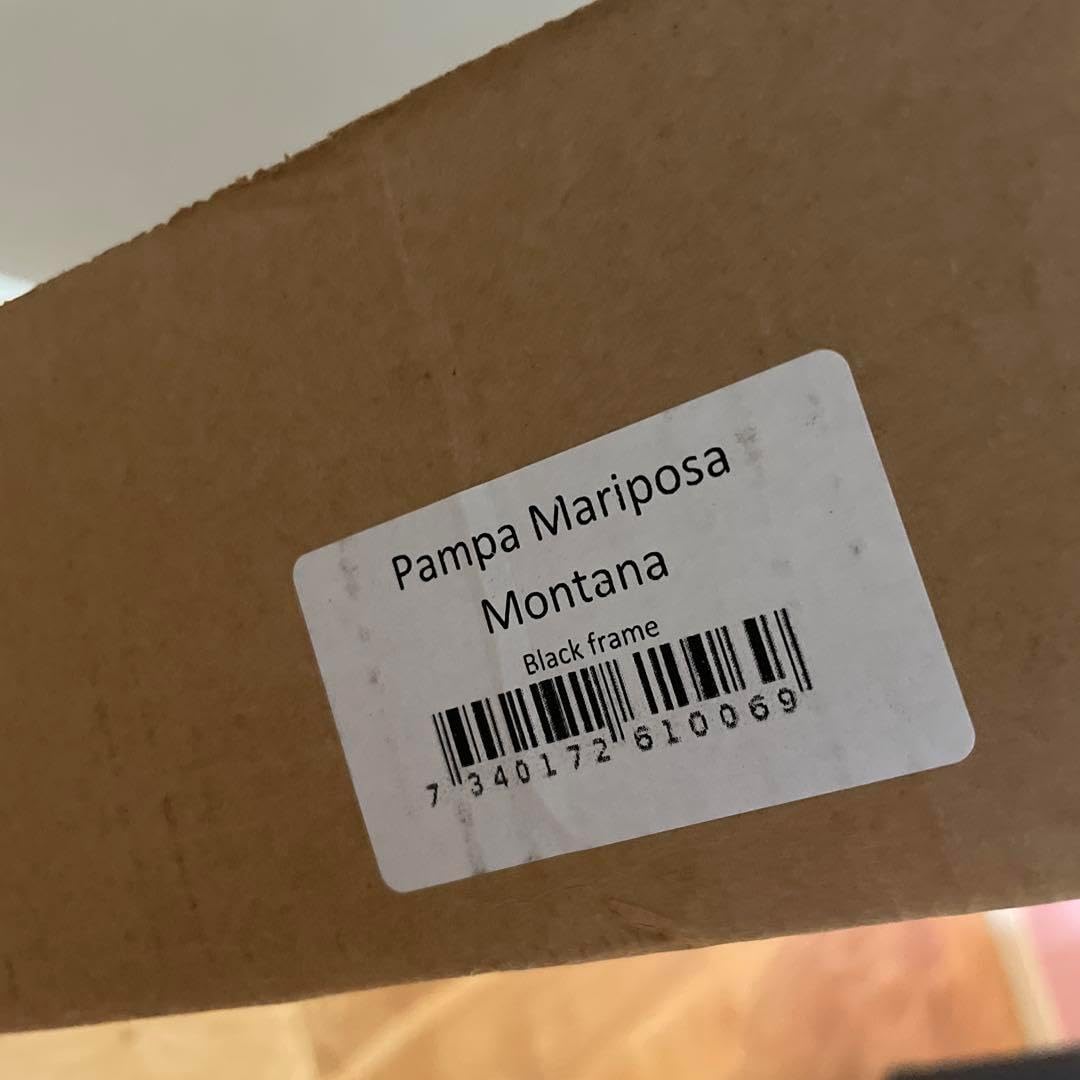 Pampa Mariposa
Montana
Black frame
7 340172 610069